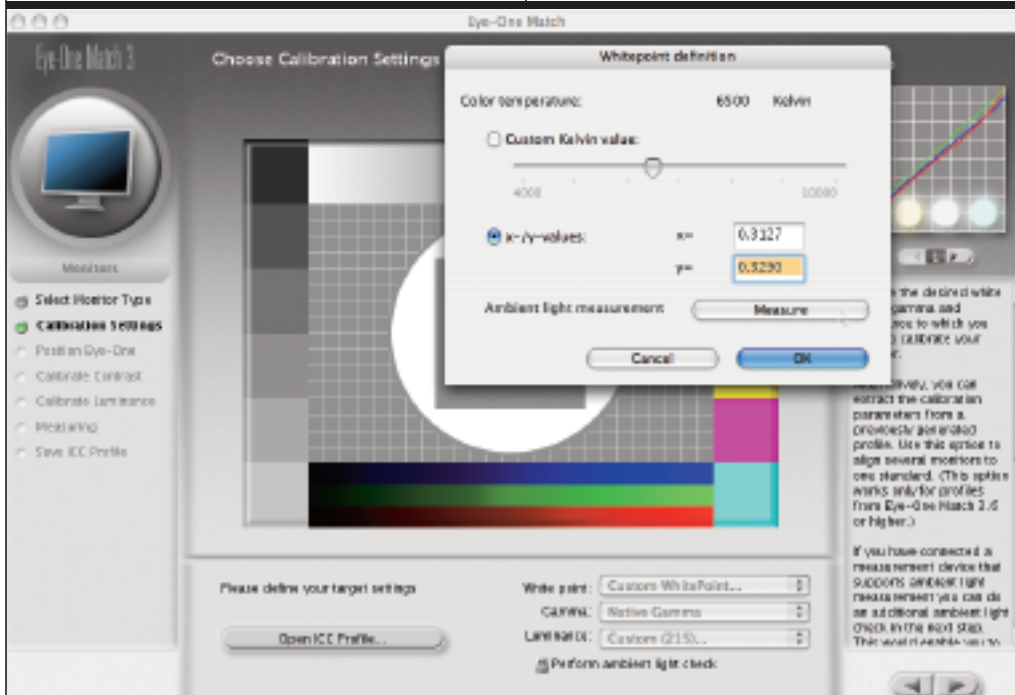 Eye-One Match
Eye-One Match 3
Choose Calibration Settings
Whitepoint definition
Color temperature: 6500 Kelvin
Custom Kelvin value:
4000 10000
x-/y-values: x= 0.3127
y= 0.3290
Ambient light measurement Measure
Cancel OK
Monitors
Select Monitor Type
Calibration Settings
Position Eye-One
Calibrate Contrast
Calibrate Luminance
Measuring
Save ICC Profile
Please define your target settings
Open ICC Profile...
White point: Custom WhitePoint...
Gamma: Native Gamma
Luminance: Custom (215)...
Perform ambient light check
the desired white
gamma and
to which you
calibrate your
you can
extract the calibration
parameters from a
previously generated
profile. Use this option to
align several monitors to
one standard. (This option
works only for profiles
from Eye-One Match 3.6
or higher.)
If you have connected a
measurement device that
supports ambient light
measurement you can do
an additional ambient light
check in the next step.
This would enable you to